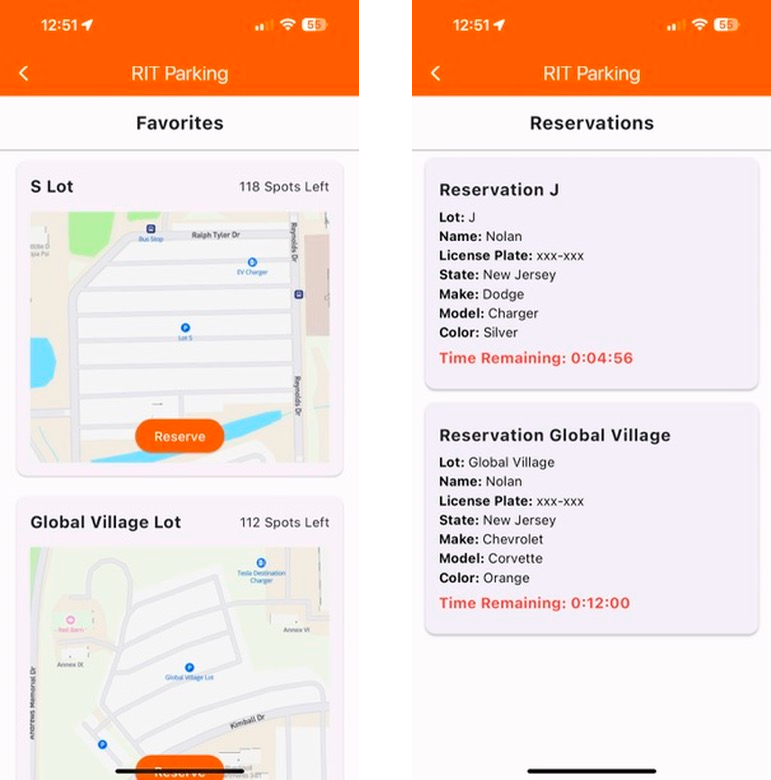 12:51
55
RIT Parking
Favorites
S Lot
118 Spots Left
Bus Stop
Ralph Tyler Dr
Reynolds Dr
EV Charger
Lot S
Reynolds Dr
Reserve
Global Village Lot
112 Spots Left
Tesla Destination
Charger
Red Barn
Annex VI
Annex IX
Global Village Lot
Andrews Memorial Dr
Kimball Dr
Reserve
12:51
55
RIT Parking
Reservations
Reservation J
Lot: J
Name: Nolan
License Plate: xxx-xxx
State: New Jersey
Make: Dodge
Model: Charger
Color: Silver
Time Remaining: 0:04:56
Reservation Global Village
Lot: Global Village
Name: Nolan
License Plate: xxx-xxx
State: New Jersey
Make: Chevrolet
Model: Corvette
Color: Orange
Time Remaining: 0:12:00